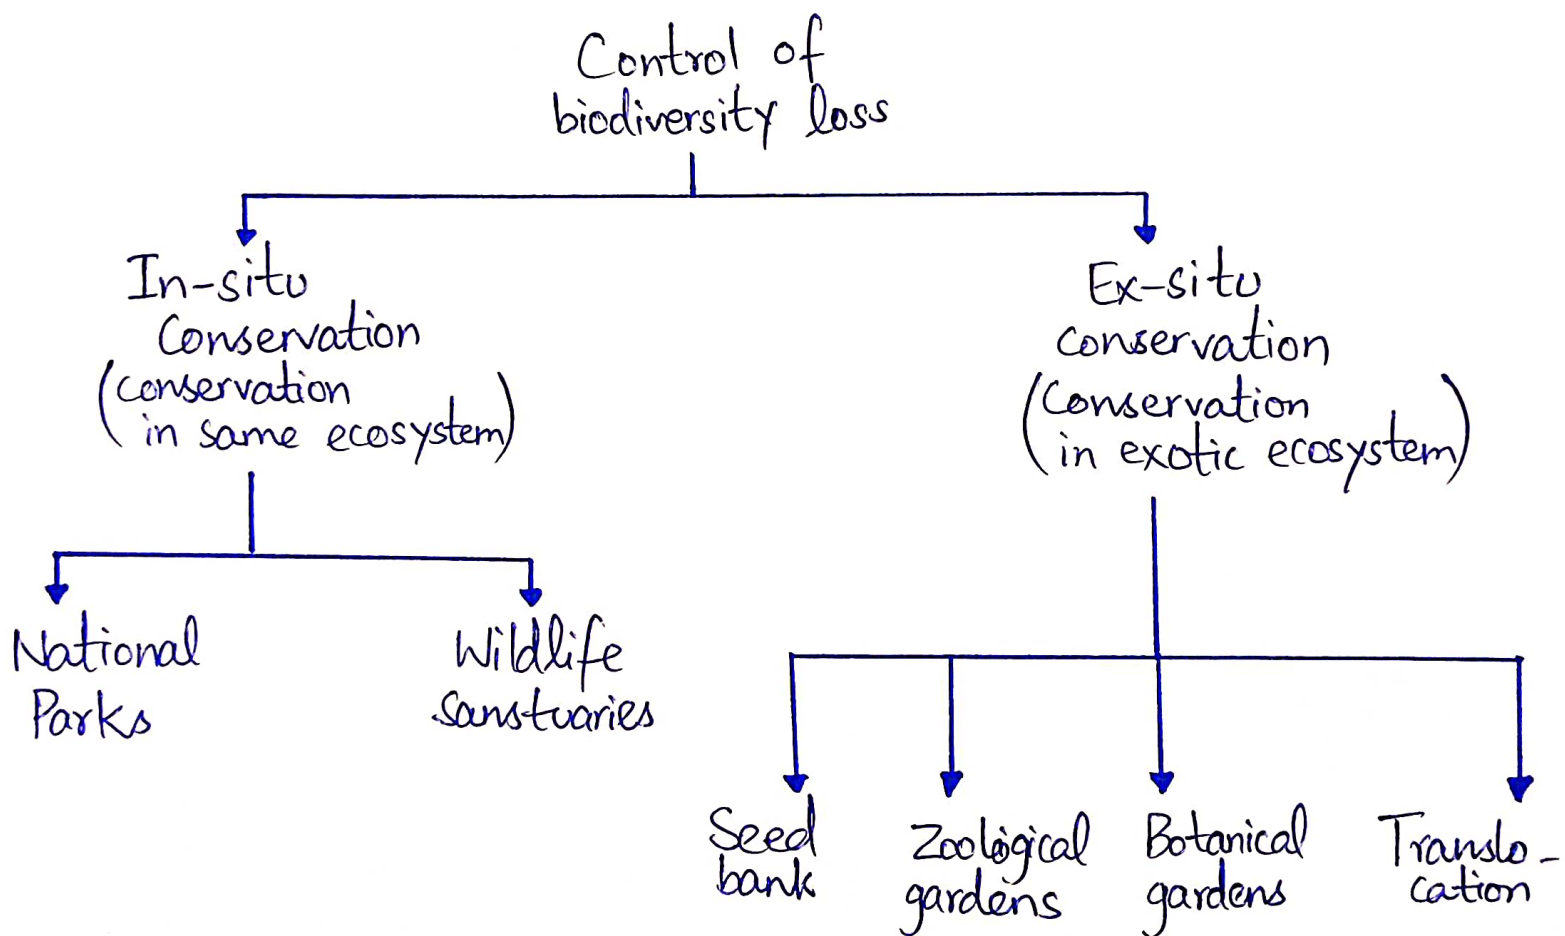 Control of
biodiversity loss
In-situ
Conservation
(conservation
in same ecosystem)
Ex-situ
conservation
(Conservation
in exotic ecosystem)
National
Parks
Wildlife
Sanstuaries
Seed
bank
Zoological
gardens
Botanical
gardens
Translo-
cation